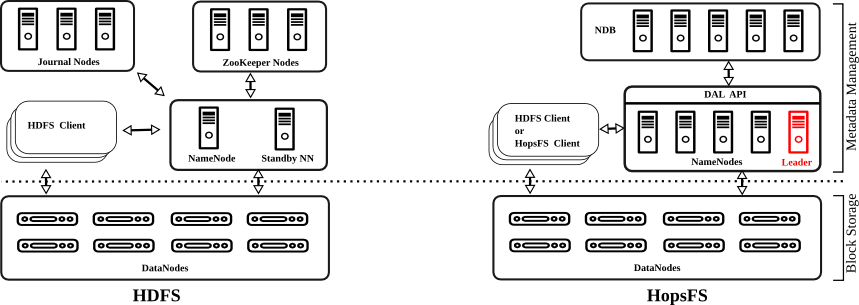 Journal Nodes
ZooKeeper Nodes
HDFS Client
NameNode
Standby NN
DataNodes
HDFS
NDB
DAL API
HDFS Client
or
HopsFS Client
NameNodes
Leader
DataNodes
HopsFS
Metadata Management
Block Storage